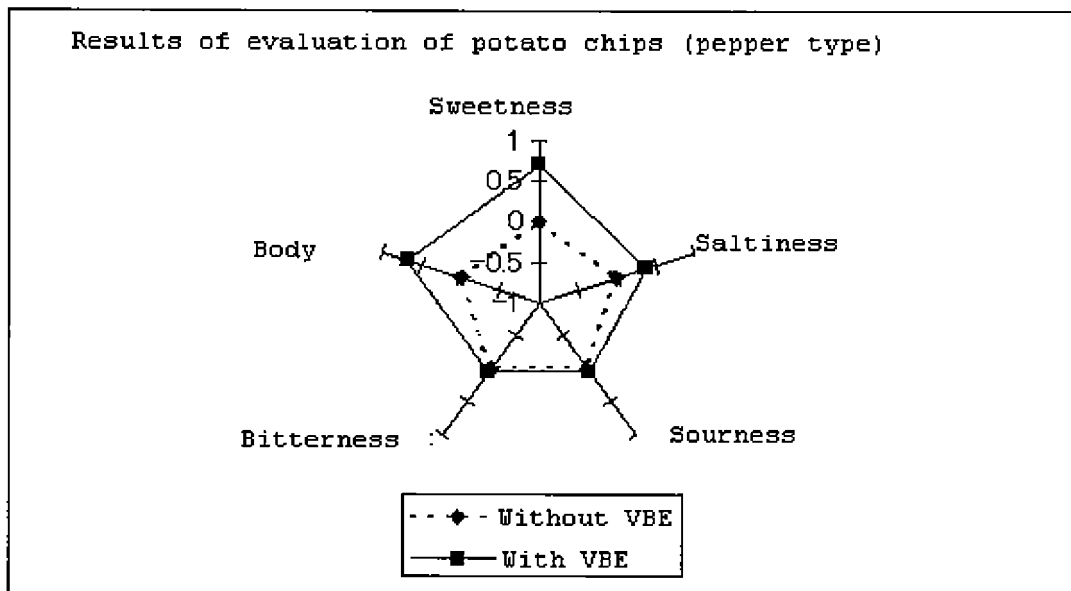 Results of evaluation of potato chips (pepper type)
Sweetness
1
0.5
0
-0.5
-1
Body
Saltiness
Bitterness
Sourness
Without VBE
With VBE